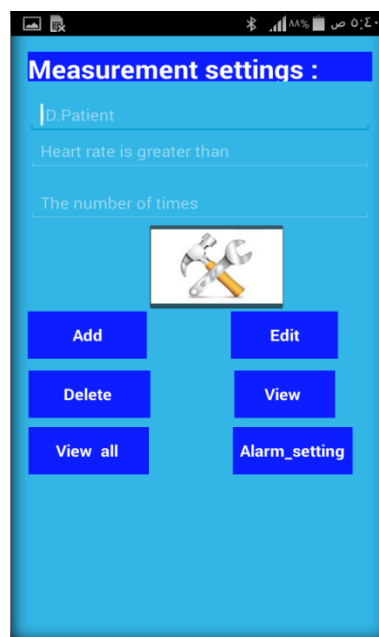 ٨٨% ص ٥:٤٠
Measurement settings :
D.Patient
Heart rate is greater than
The number of times
Add Edit
Delete View
View all Alarm_setting